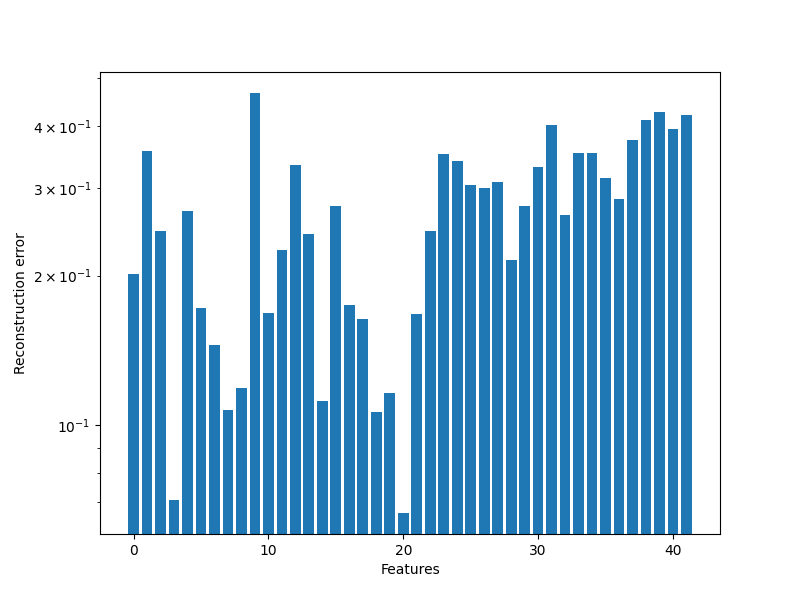 Reconstruction error
4 × 10⁻¹
3 × 10⁻¹
2 × 10⁻¹
10⁻¹
0 10 20 30 40
Features